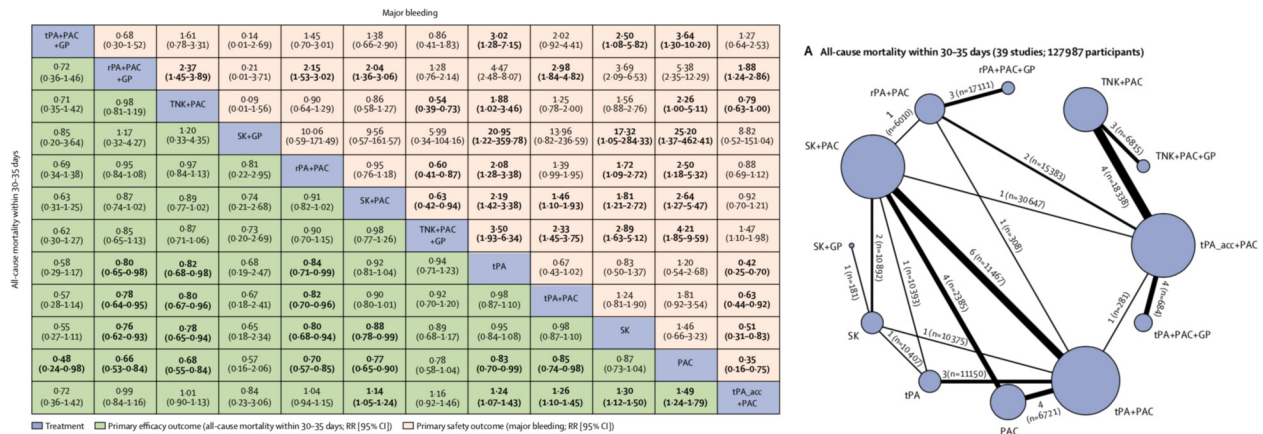 Major bleeding
All-cause mortality within 30–35 days
tPA+PAC +GP 0·68 (0·30–1·52) 1·61 (0·78–3·31) 0·14 (0·01–2·69) 1·45 (0·70–3·01) 1·38 (0·66–2·90) 0·86 (0·41–1·83) 3·02 (1·28–7·15) 2·02 (0·92–4·41) 2·50 (1·08–5·82) 3·64 (1·30–10·20) 1·27 (0·64–2·53)
0·72 (0·36–1·46) rPA+PAC +GP 2·37 (1·45–3·89) 0·21 (0·01–3·71) 2·15 (1·53–3·02) 2·04 (1·36–3·06) 1·28 (0·76–2·14) 4·47 (2·48–8·07) 2·98 (1·84–4·82) 3·69 (2·09–6·53) 5·38 (2·35–12·29) 1·88 (1·24–2·86)
0·71 (0·35–1·42) 0·98 (0·81–1·19) TNK+PAC 0·09 (0·01–1·56) 0·90 (0·64–1·29) 0·86 (0·58–1·27) 0·54 (0·39–0·73) 1·88 (1·02–3·46) 1·25 (0·78–2·00) 1·56 (0·88–2·76) 2·26 (1·00–5·11) 0·79 (0·63–1·00)
0·85 (0·20–3·64) 1·17 (0·32–4·27) 1·20 (0·33–4·35) SK+GP 10·06 (0·59–171·49) 9·56 (0·57–161·57) 5·99 (0·34–104·16) 20·95 (1·22–359·78) 13·96 (0·82–236·59) 17·32 (1·05–284·33) 25·20 (1·37–462·41) 8·82 (0·52–151·04)
0·69 (0·34–1·38) 0·95 (0·84–1·08) 0·97 (0·84–1·13) 0·81 (0·22–2·95) rPA+PAC 0·95 (0·76–1·18) 0·60 (0·41–0·87) 2·08 (1·28–3·38) 1·39 (0·99–1·95) 1·72 (1·09–2·72) 2·50 (1·18–5·32) 0·88 (0·69–1·12)
0·63 (0·31–1·25) 0·87 (0·74–1·02) 0·89 (0·77–1·02) 0·74 (0·21–2·68) 0·91 (0·82–1·02) SK+PAC 0·63 (0·42–0·94) 2·19 (1·42–3·38) 1·46 (1·10–1·93) 1·81 (1·21–2·72) 2·64 (1·27–5·47) 0·92 (0·70–1·21)
0·62 (0·30–1·27) 0·85 (0·65–1·13) 0·87 (0·71–1·06) 0·73 (0·20–2·69) 0·90 (0·70–1·15) 0·98 (0·77–1·26) TNK+PAC +GP 3·50 (1·93–6·34) 2·33 (1·45–3·75) 2·89 (1·63–5·12) 4·21 (1·85–9·59) 1·47 (1·10–1·98)
0·58 (0·29–1·17) 0·80 (0·65–0·98) 0·82 (0·68–0·98) 0·68 (0·19–2·47) 0·84 (0·71–0·99) 0·92 (0·81–1·04) 0·94 (0·71–1·23) tPA 0·67 (0·43–1·02) 0·83 (0·50–1·37) 1·20 (0·54–2·68) 0·42 (0·25–0·70)
0·57 (0·28–1·14) 0·78 (0·64–0·95) 0·80 (0·67–0·96) 0·67 (0·18–2·41) 0·82 (0·70–0·96) 0·90 (0·80–1·01) 0·92 (0·70–1·20) 0·98 (0·87–1·10) tPA+PAC 1·24 (0·81–1·90) 1·81 (0·92–3·54) 0·63 (0·44–0·92)
0·55 (0·27–1·11) 0·76 (0·62–0·93) 0·78 (0·65–0·94) 0·65 (0·18–2·34) 0·80 (0·68–0·94) 0·88 (0·78–0·99) 0·89 (0·68–1·17) 0·95 (0·84–1·08) 0·98 (0·87–1·10) SK 1·46 (0·66–3·23) 0·51 (0·31–0·83)
0·48 (0·24–0·98) 0·66 (0·53–0·84) 0·68 (0·55–0·84) 0·57 (0·16–2·06) 0·70 (0·57–0·85) 0·77 (0·65–0·90) 0·78 (0·58–1·04) 0·83 (0·70–0·99) 0·85 (0·74–0·98) 0·87 (0·73–1·04) PAC 0·35 (0·16–0·75)
0·72 (0·36–1·42) 0·99 (0·84–1·16) 1·01 (0·90–1·13) 0·84 (0·23–3·06) 1·04 (0·94–1·15) 1·14 (1·05–1·24) 1·16 (0·92–1·46) 1·24 (1·07–1·43) 1·26 (1·10–1·45) 1·30 (1·12–1·50) 1·49 (1·24–1·79) tPA_acc +PAC
Treatment Primary efficacy outcome (all-cause mortality within 30–35 days; RR [95% CI]) Primary safety outcome (major bleeding; RR [95% CI])
A All-cause mortality within 30–35 days (39 studies; 127 987 participants)
rPA+PAC+GP
rPA+PAC
TNK+PAC
3 (n=17111)
1 (n=6010)
3 (n=6815)
SK+PAC
TNK+PAC+GP
2 (n=15383)
4 (n=18338)
1 (n=30647)
tPA_acc+PAC
SK+GP
2 (n=10892)
1 (n=308)
6 (n=11467)
1 (n=181)
1 (n=10393)
4 (n=2385)
1 (n=281)
4 (n=684)
SK
tPA+PAC+GP
1 (n=10375)
1 (n=10407)
3(n=11150)
tPA
tPA+PAC
4 (n=6721)
PAC